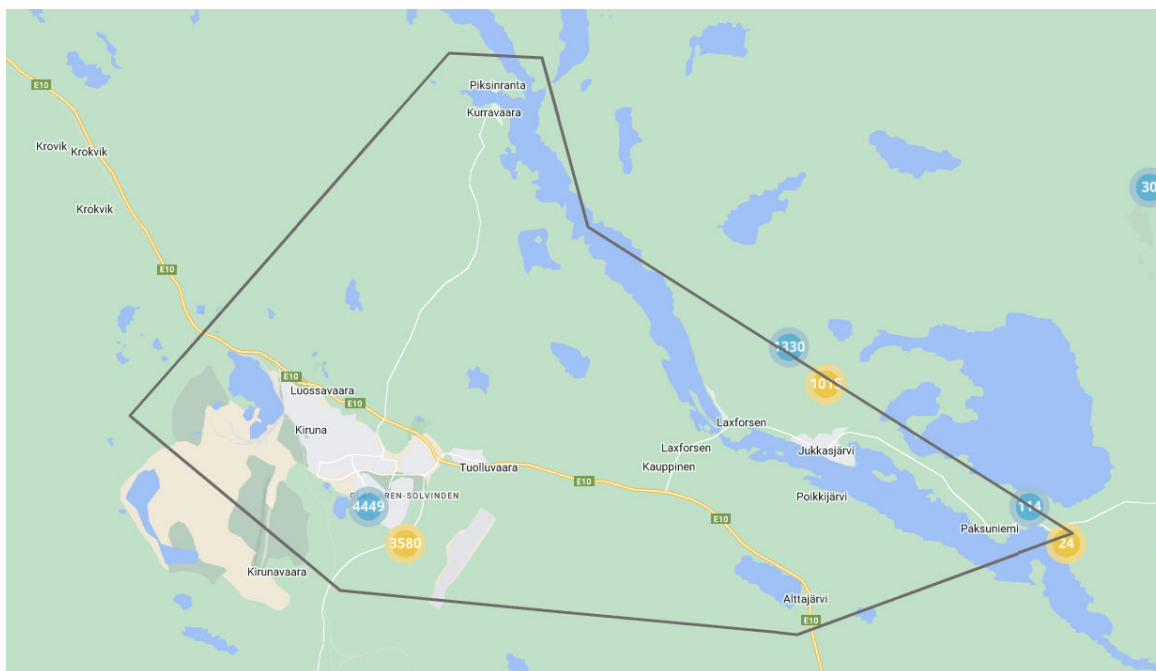 E10
Piksinranta
Kurravaara
Krovik
Krokvik
Krokvik
30
E10
1330
1015
E10
Luossavaara
E10
Kiruna
Laxforsen
Laxforsen
Jukkasjärvi
Kauppinen
Tuolluvaara
E10
Poikkijärvi
4449
114
E10
Paksuniemi
3580
24
Kirunavaara
Alttajärvi
E10